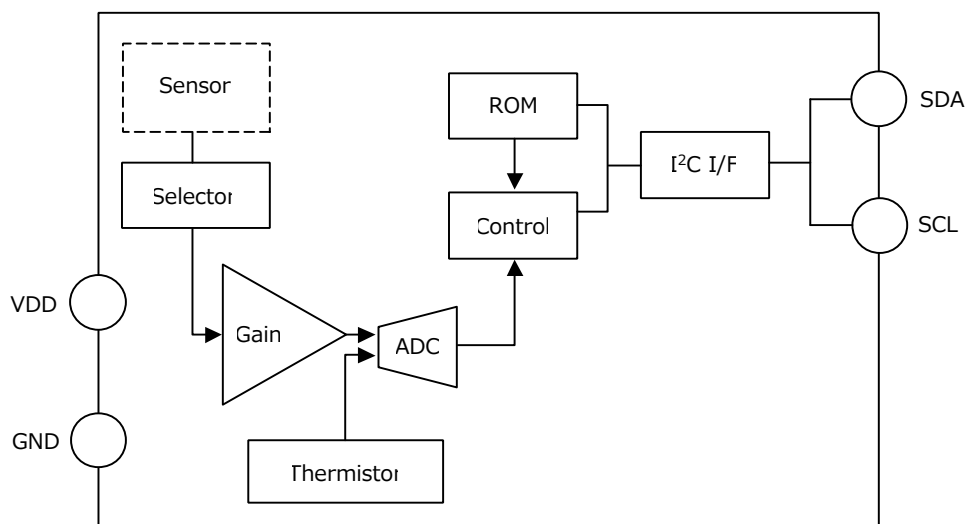 Sensor
ROM
SDA
I²C I/F
Selector
Control
SCL
VDD
Gain
ADC
GND
Thermistor